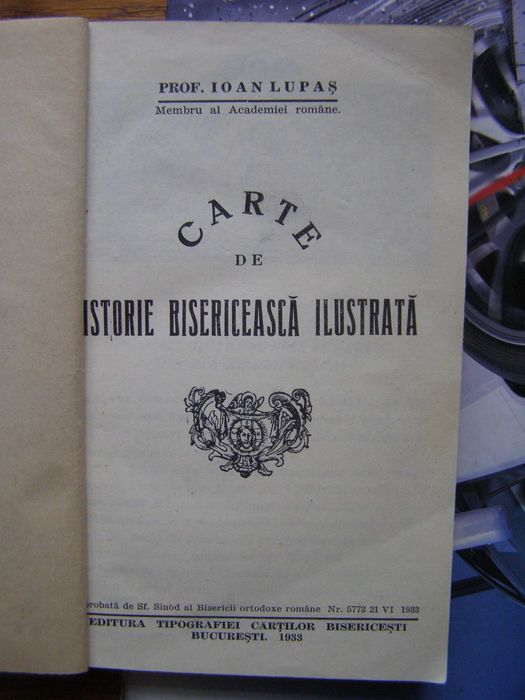 PROF. IOAN LUPAȘ
Membru al Academiei române.
CARTE
DE
ISTORIE BISERICEASCĂ ILUSTRATĂ
probată de Sf. Sinod al Bisericii ortodoxe române Nr. 5773 21 VI 1933
EDITURA TIPOGRAFIEI CĂRȚILOR BISERICEȘTI
BUCUREȘTI. 1933